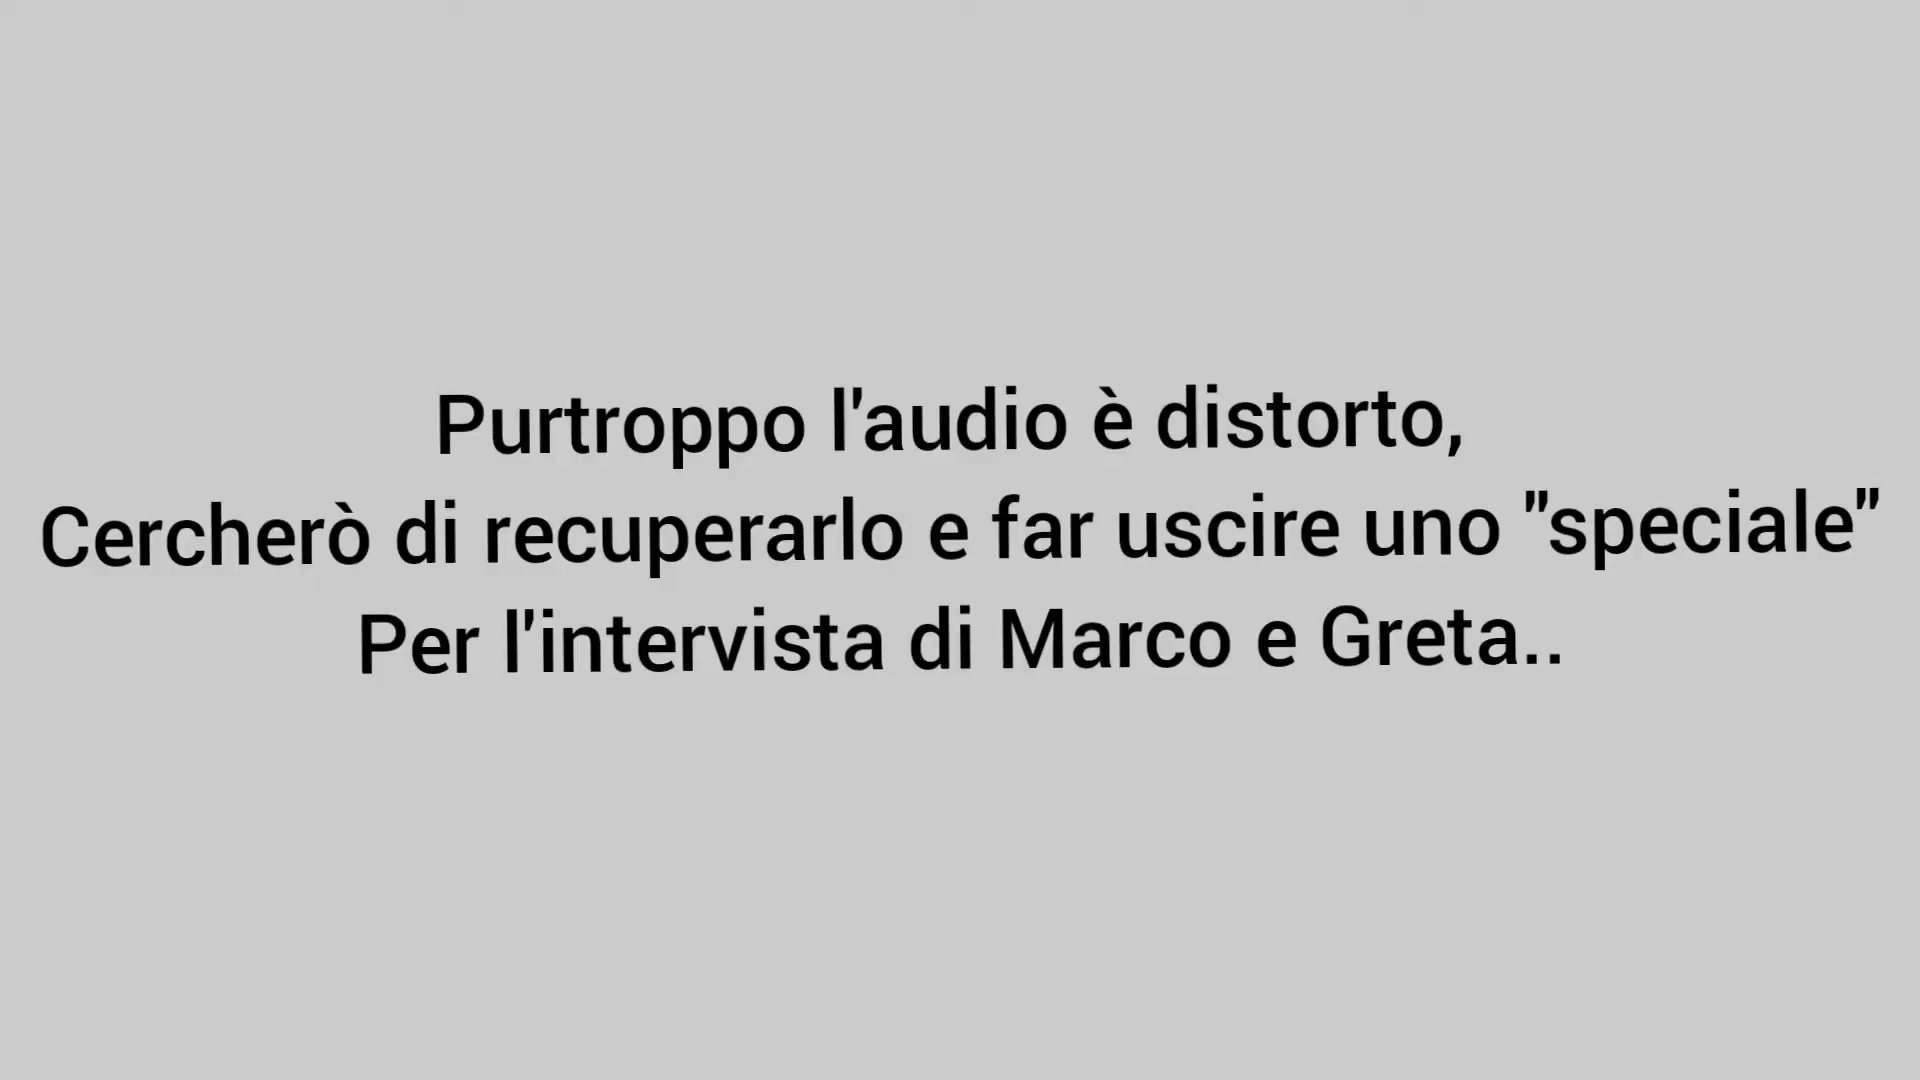 Purtroppo l'audio è distorto,
Cercherò di recuperarlo e far uscire uno "speciale"
Per l'intervista di Marco e Greta..